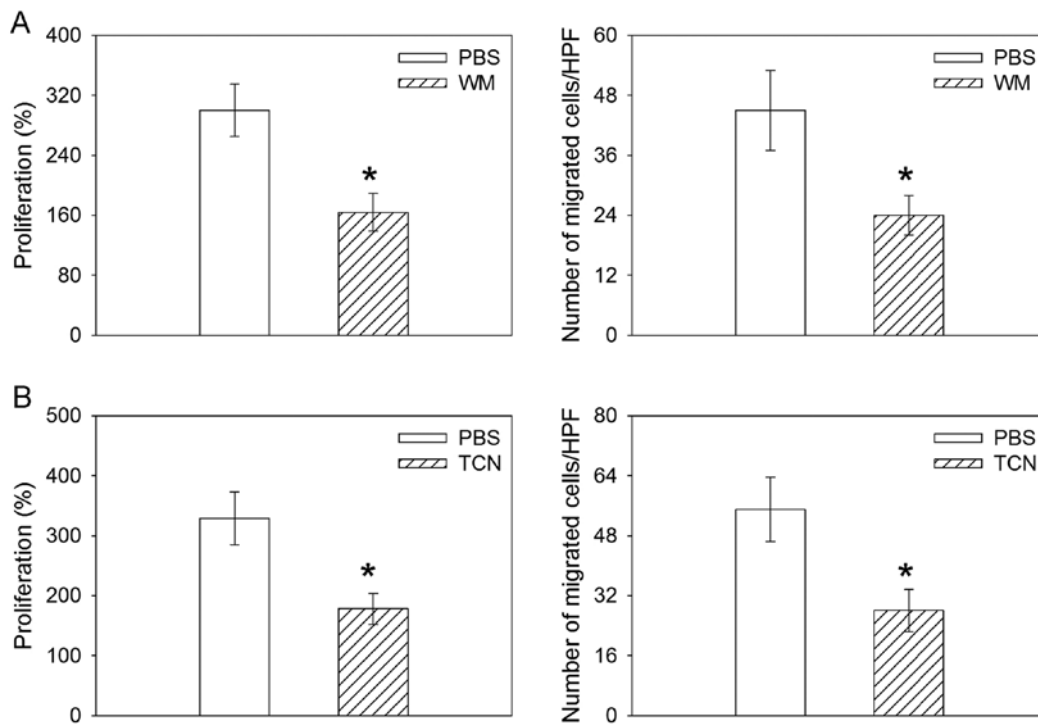 A
Proliferation (%)
400
320
240
160
80
0
PBS
WM
*
Number of migrated cells/HPF
60
48
36
24
12
0
PBS
WM
*
B
Proliferation (%)
500
400
300
200
100
0
PBS
TCN
*
Number of migrated cells/HPF
80
64
48
32
16
0
PBS
TCN
*